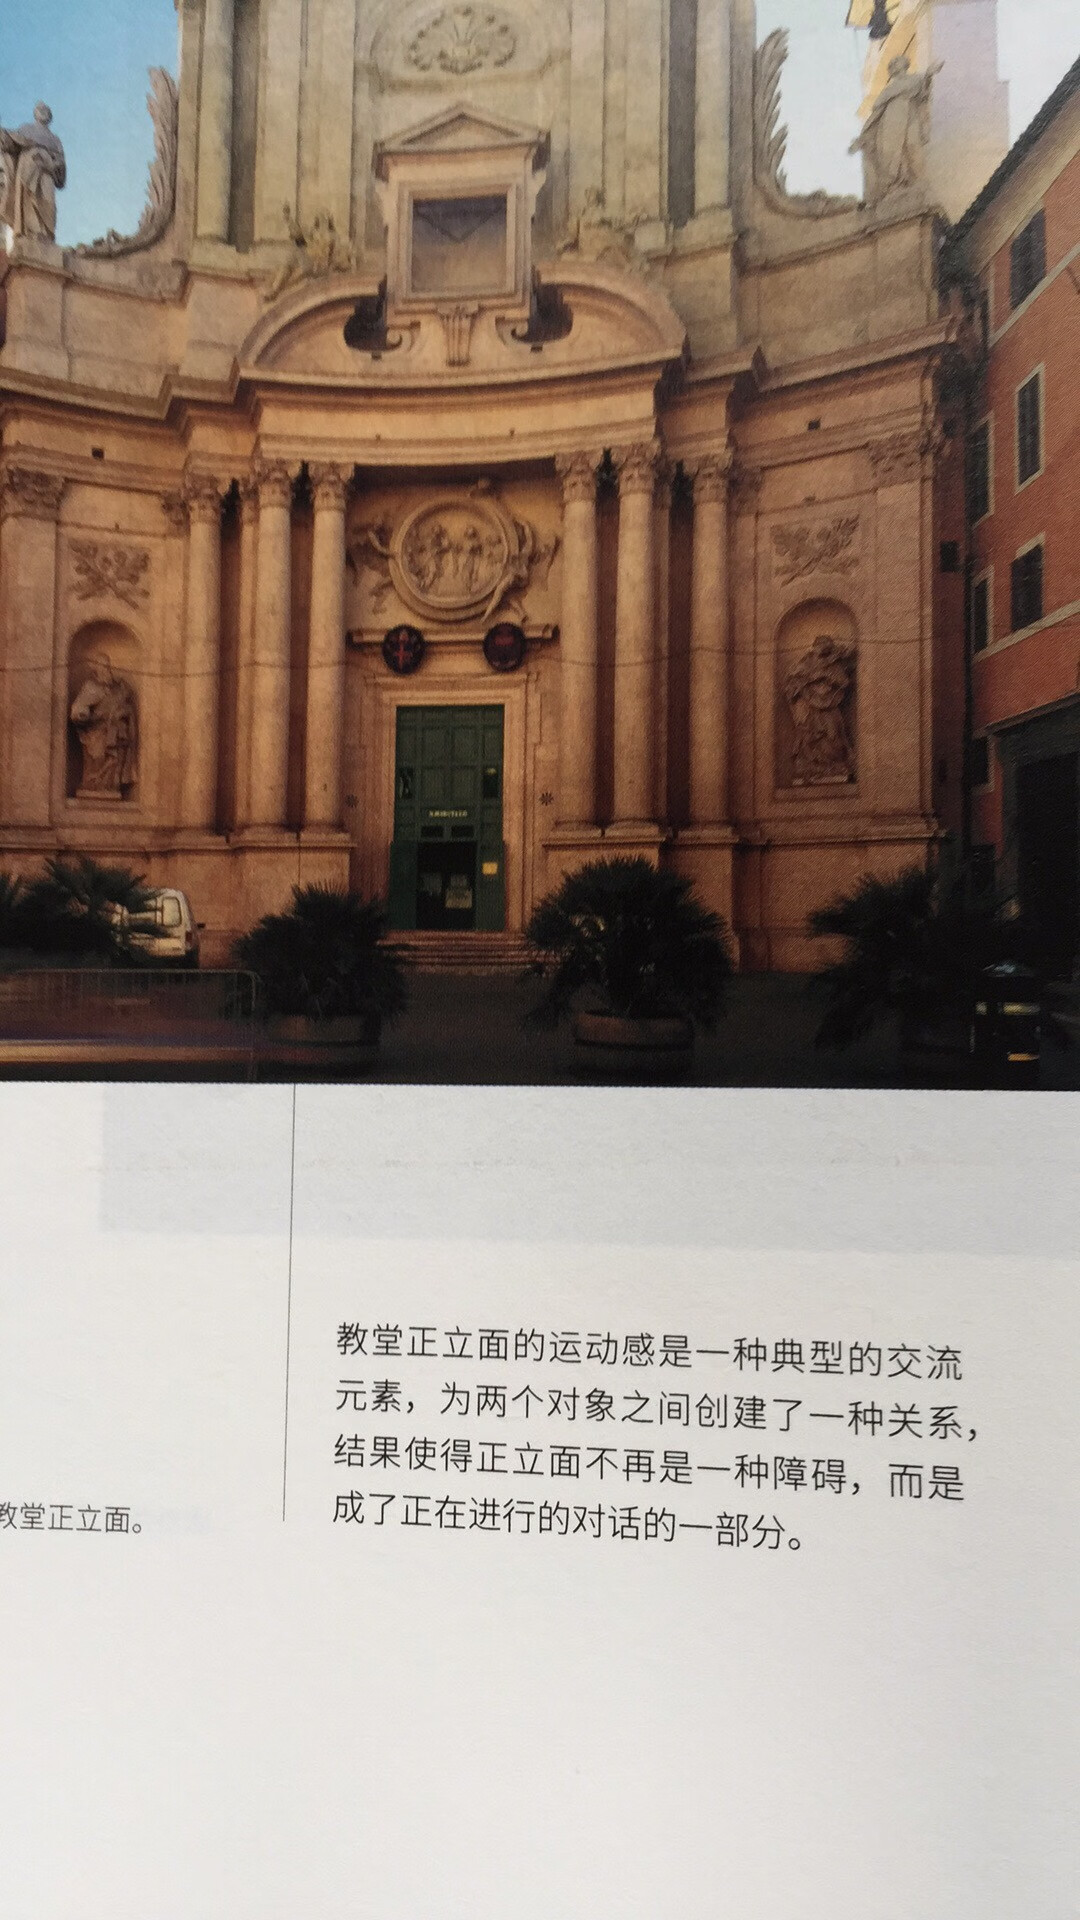 教堂正立面的运动感是一种典型的交流
元素，为两个对象之间创建了一种关系，
结果使得正立面不再是一种障碍，而是
成了正在进行的对话的一部分。
教堂正立面。